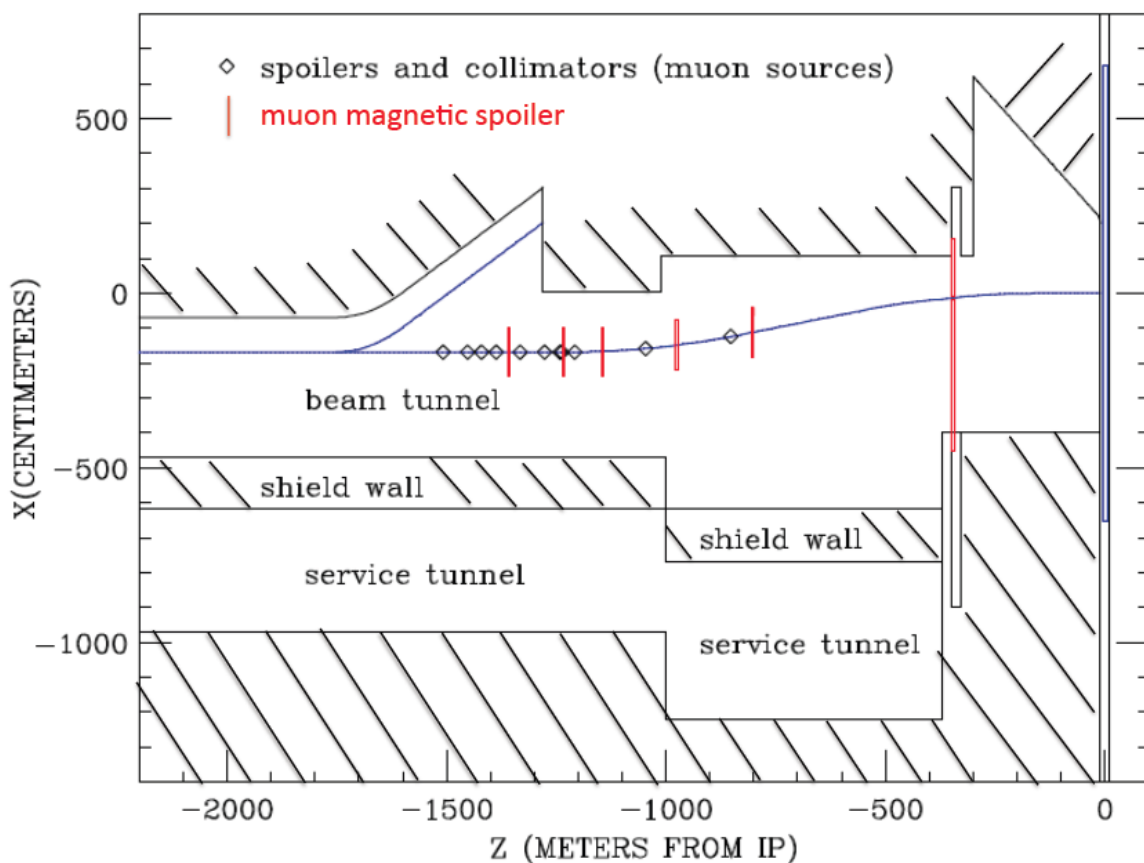 spoilers and collimators (muon sources)
muon magnetic spoiler
500
0
−500
−1000
X(CENTIMETERS)
beam tunnel
shield wall
shield wall
service tunnel
service tunnel
−2000
−1500
−1000
−500
0
Z (METERS FROM IP)